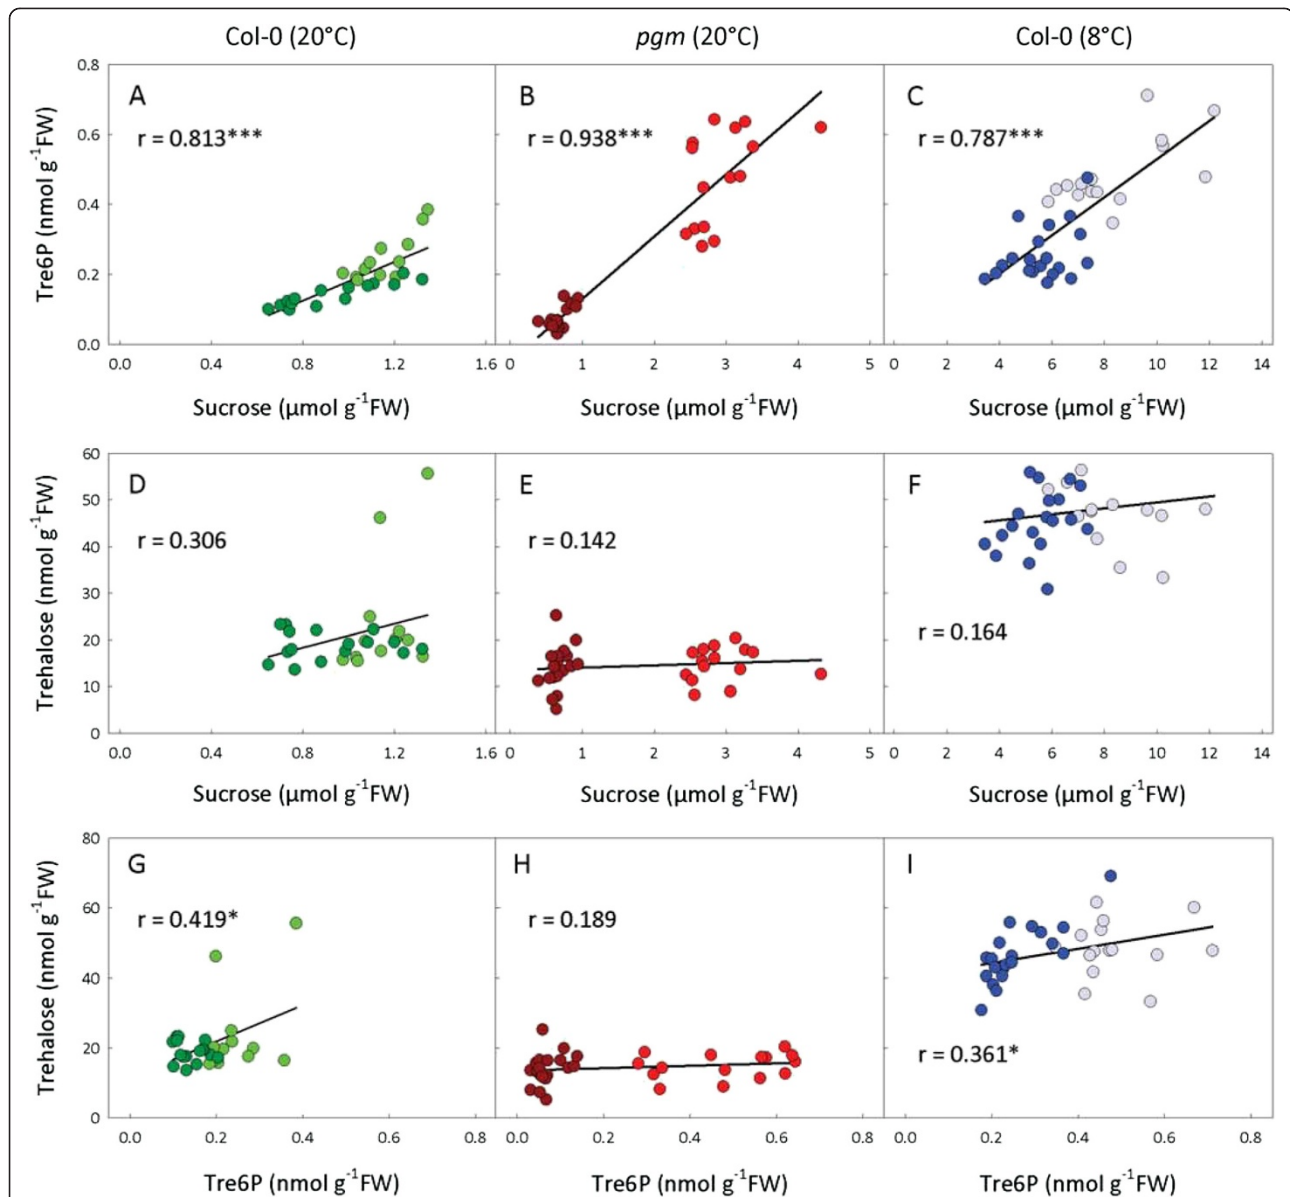 Col-0 (20°C) pgm (20°C) Col-0 (8°C)
A B C
r = 0.813*** r = 0.938*** r = 0.787***
Tre6P (nmol g⁻¹FW)
0.8
0.6
0.4
0.2
0.0
0.0 0.4 0.8 1.2 1.6 0 1 2 3 4 5 0 2 4 6 8 10 12 14
Sucrose (µmol g⁻¹FW) Sucrose (µmol g⁻¹FW) Sucrose (µmol g⁻¹FW)
D E F
r = 0.306 r = 0.142
r = 0.164
Trehalose (nmol g⁻¹FW)
60
50
40
30
20
10
0
0.0 0.4 0.8 1.2 1.6 0 1 2 3 4 5 0 2 4 6 8 10 12 14
Sucrose (µmol g⁻¹FW) Sucrose (µmol g⁻¹FW) Sucrose (µmol g⁻¹FW)
G H I
r = 0.419* r = 0.189
r = 0.361*
Trehalose (nmol g⁻¹FW)
80
60
40
20
0
0.0 0.2 0.4 0.6 0.8 0.0 0.2 0.4 0.6 0.8 0.0 0.2 0.4 0.6 0.8
Tre6P (nmol g⁻¹FW) Tre6P (nmol g⁻¹FW) Tre6P (nmol g⁻¹FW)